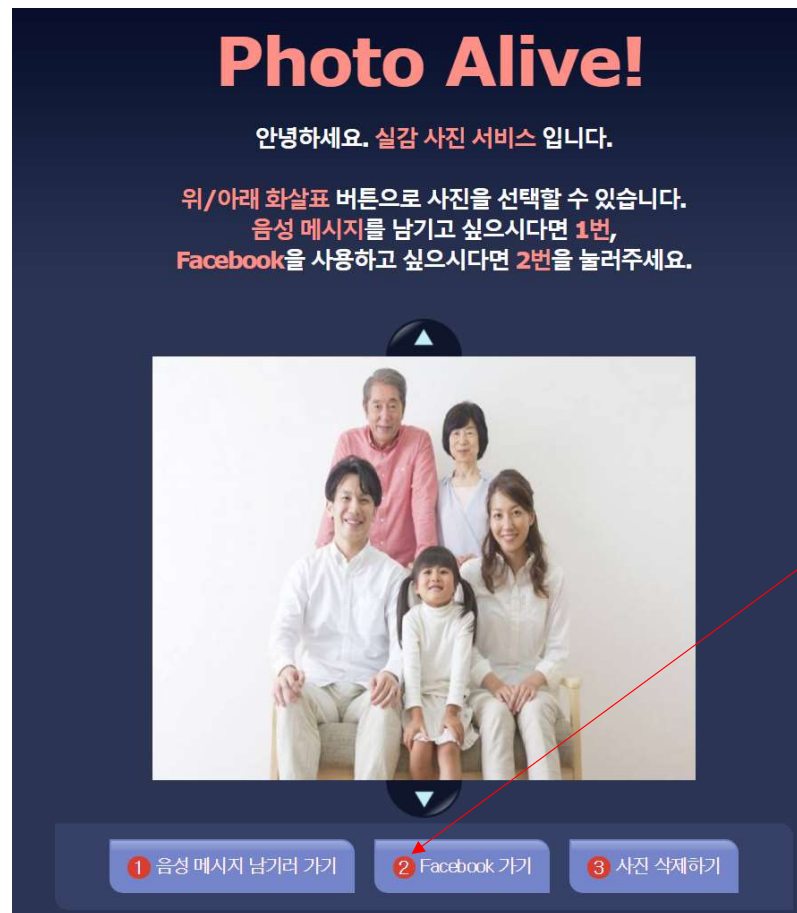 Photo Alive!
안녕하세요. 실감 사진 서비스 입니다.
위/아래 화살표 버튼으로 사진을 선택할 수 있습니다.
음성 메시지를 남기고 싶으시다면 1번,
Facebook을 사용하고 싶으시다면 2번을 눌러주세요.
1 음성 메시지 남기러 가기 2 Facebook 가기 3 사진 삭제하기